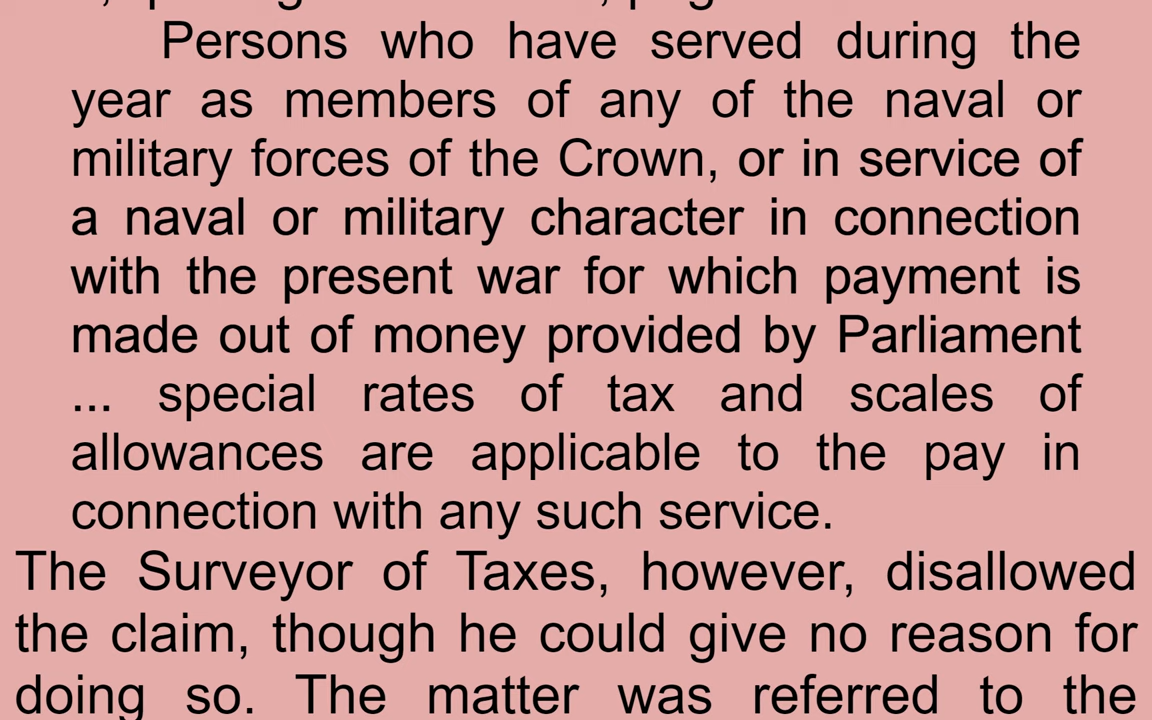 Persons who have served during the
year as members of any of the naval or
military forces of the Crown, or in service of
a naval or military character in connection
with the present war for which payment is
made out of money provided by Parliament
... special rates of tax and scales of
allowances are applicable to the pay in
connection with any such service.
The Surveyor of Taxes, however, disallowed
the claim, though he could give no reason for
doing so. The matter was referred to the